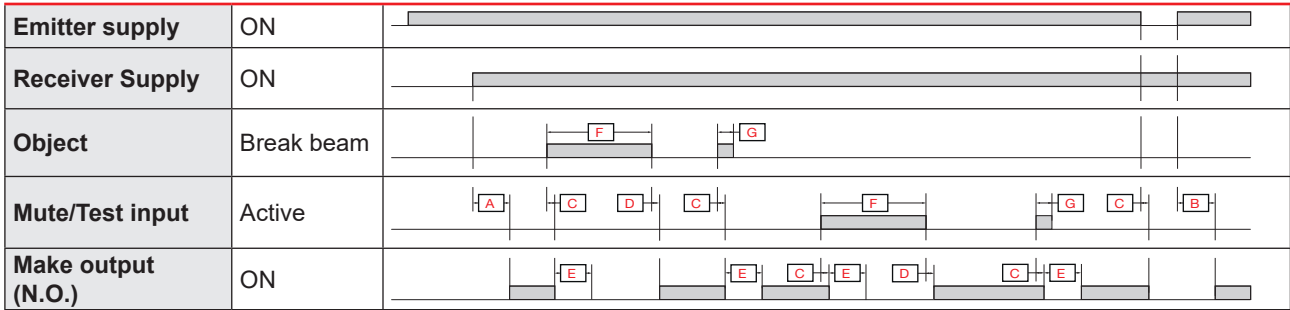 Emitter supply ON
Receiver Supply ON
Object Break beam F G
Mute/Test input Active A C D C F G C B
Make output
(N.O.) ON E E C E D C E